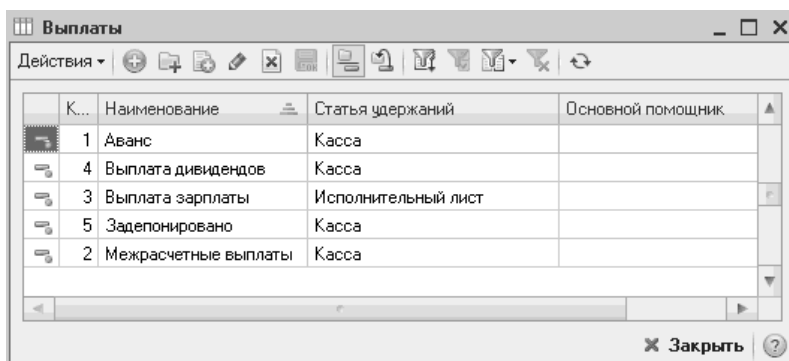 Выплаты
Действия
К... Наименование Статья удержаний Основной помощник
1 Аванс Касса
4 Выплата дивидендов Касса
3 Выплата зарплаты Исполнительный лист
5 Задепонировано Касса
2 Межрасчетные выплаты Касса
Закрыть ?